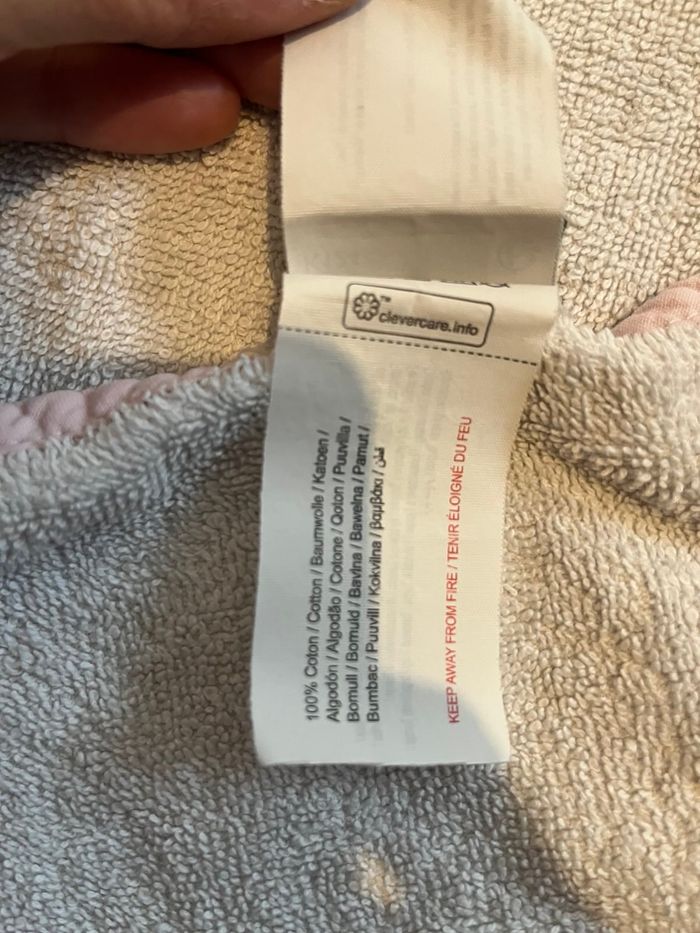 clevercare.info
100% Coton / Cotton / Baumwolle / Katoen /
Algodón / Algodão / Cotone / Qoton / Puuvilla /
Bomull / Bomuld / Bavlna / Bawełna / Pamut /
Bumbac / Puuvill / Kokvilna / βαμβάκι / قطن
KEEP AWAY FROM FIRE / TENIR ÉLOIGNÉ DU FEU